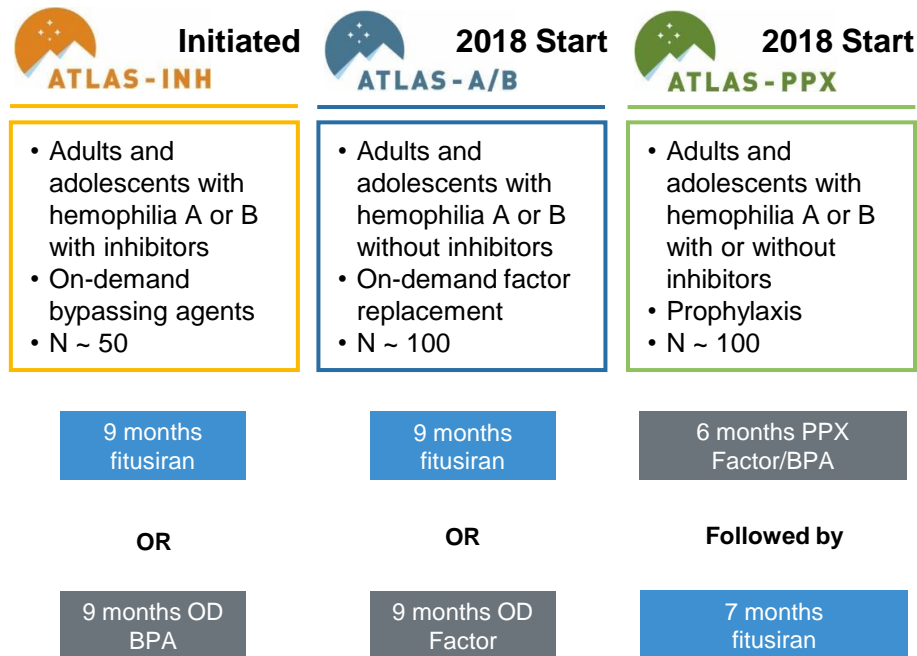 Initiated
ATLAS-INH
• Adults and
adolescents with
hemophilia A or B
with inhibitors
• On-demand
bypassing agents
• N ~ 50
9 months
fitusiran
OR
9 months OD
BPA
2018 Start
ATLAS-A/B
• Adults and
adolescents with
hemophilia A or B
without inhibitors
• On-demand factor
replacement
• N ~ 100
9 months
fitusiran
OR
9 months OD
Factor
2018 Start
ATLAS-PPX
• Adults and
adolescents with
hemophilia A or B
with or without
inhibitors
• Prophylaxis
• N ~ 100
6 months PPX
Factor/BPA
Followed by
7 months
fitusiran